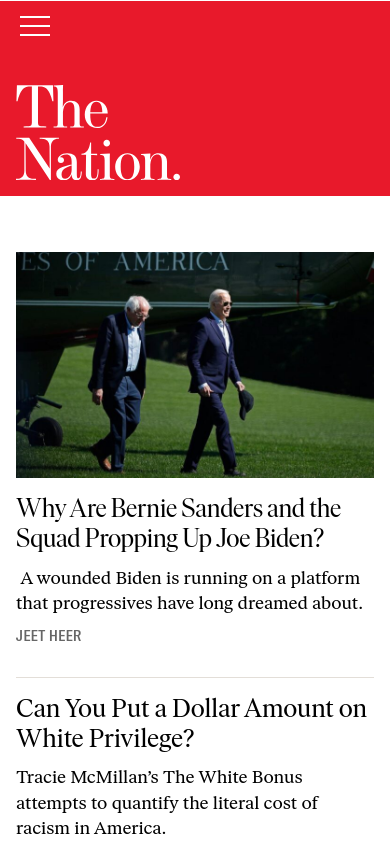 The
Nation.
ES OF AMERICA
Why Are Bernie Sanders and the
Squad Propping Up Joe Biden?
A wounded Biden is running on a platform
that progressives have long dreamed about.
JEET HEER
Can You Put a Dollar Amount on
White Privilege?
Tracie McMillan’s The White Bonus
attempts to quantify the literal cost of
racism in America.